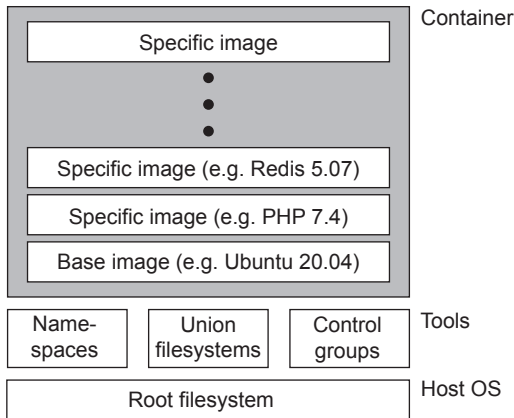 Container
Specific image
Specific image (e.g. Redis 5.07)
Specific image (e.g. PHP 7.4)
Base image (e.g. Ubuntu 20.04)
Name-
spaces
Union
filesystems
Control
groups
Tools
Root filesystem
Host OS